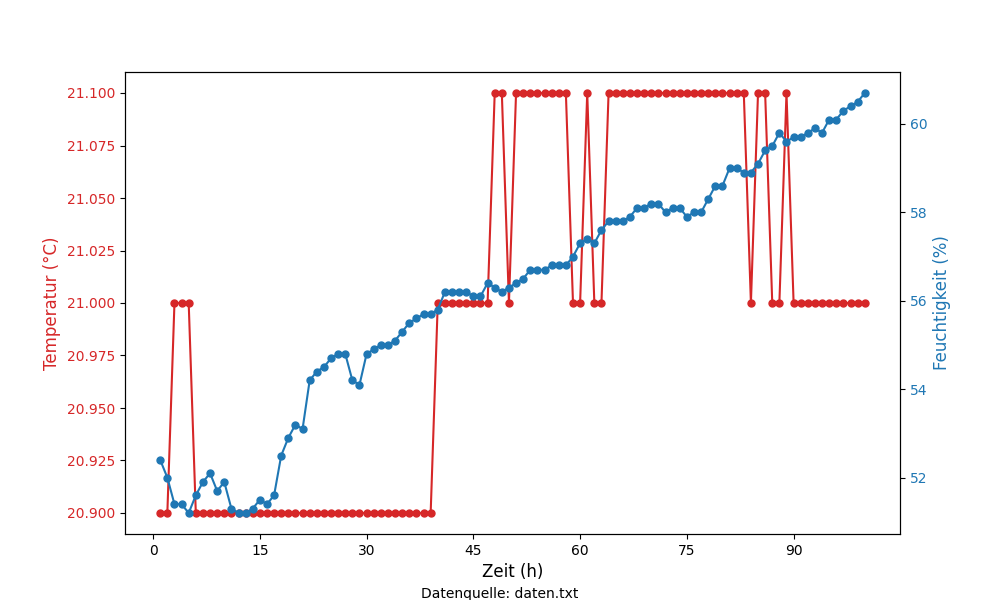 21.100
21.075
21.050
21.025
21.000
20.975
20.950
20.925
20.900
Temperatur (°C)
60
58
56
54
52
Feuchtigkeit (%)
0 15 30 45 60 75 90
Zeit (h)
Datenquelle: daten.txt